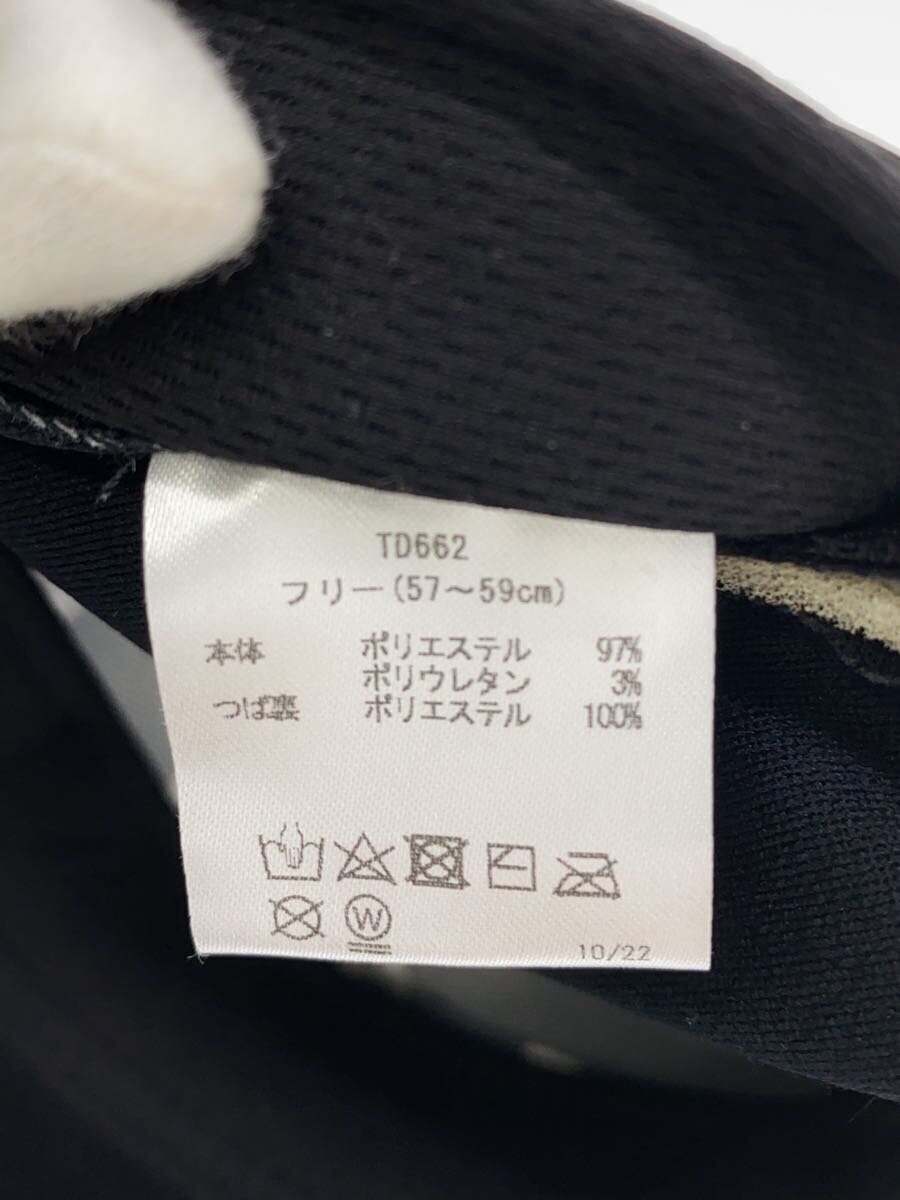 TD662
フリー(57～59cm)
本体 ポリエステル 97%
ポリウレタン 3%
つば裏 ポリエステル 100%
W
10/22